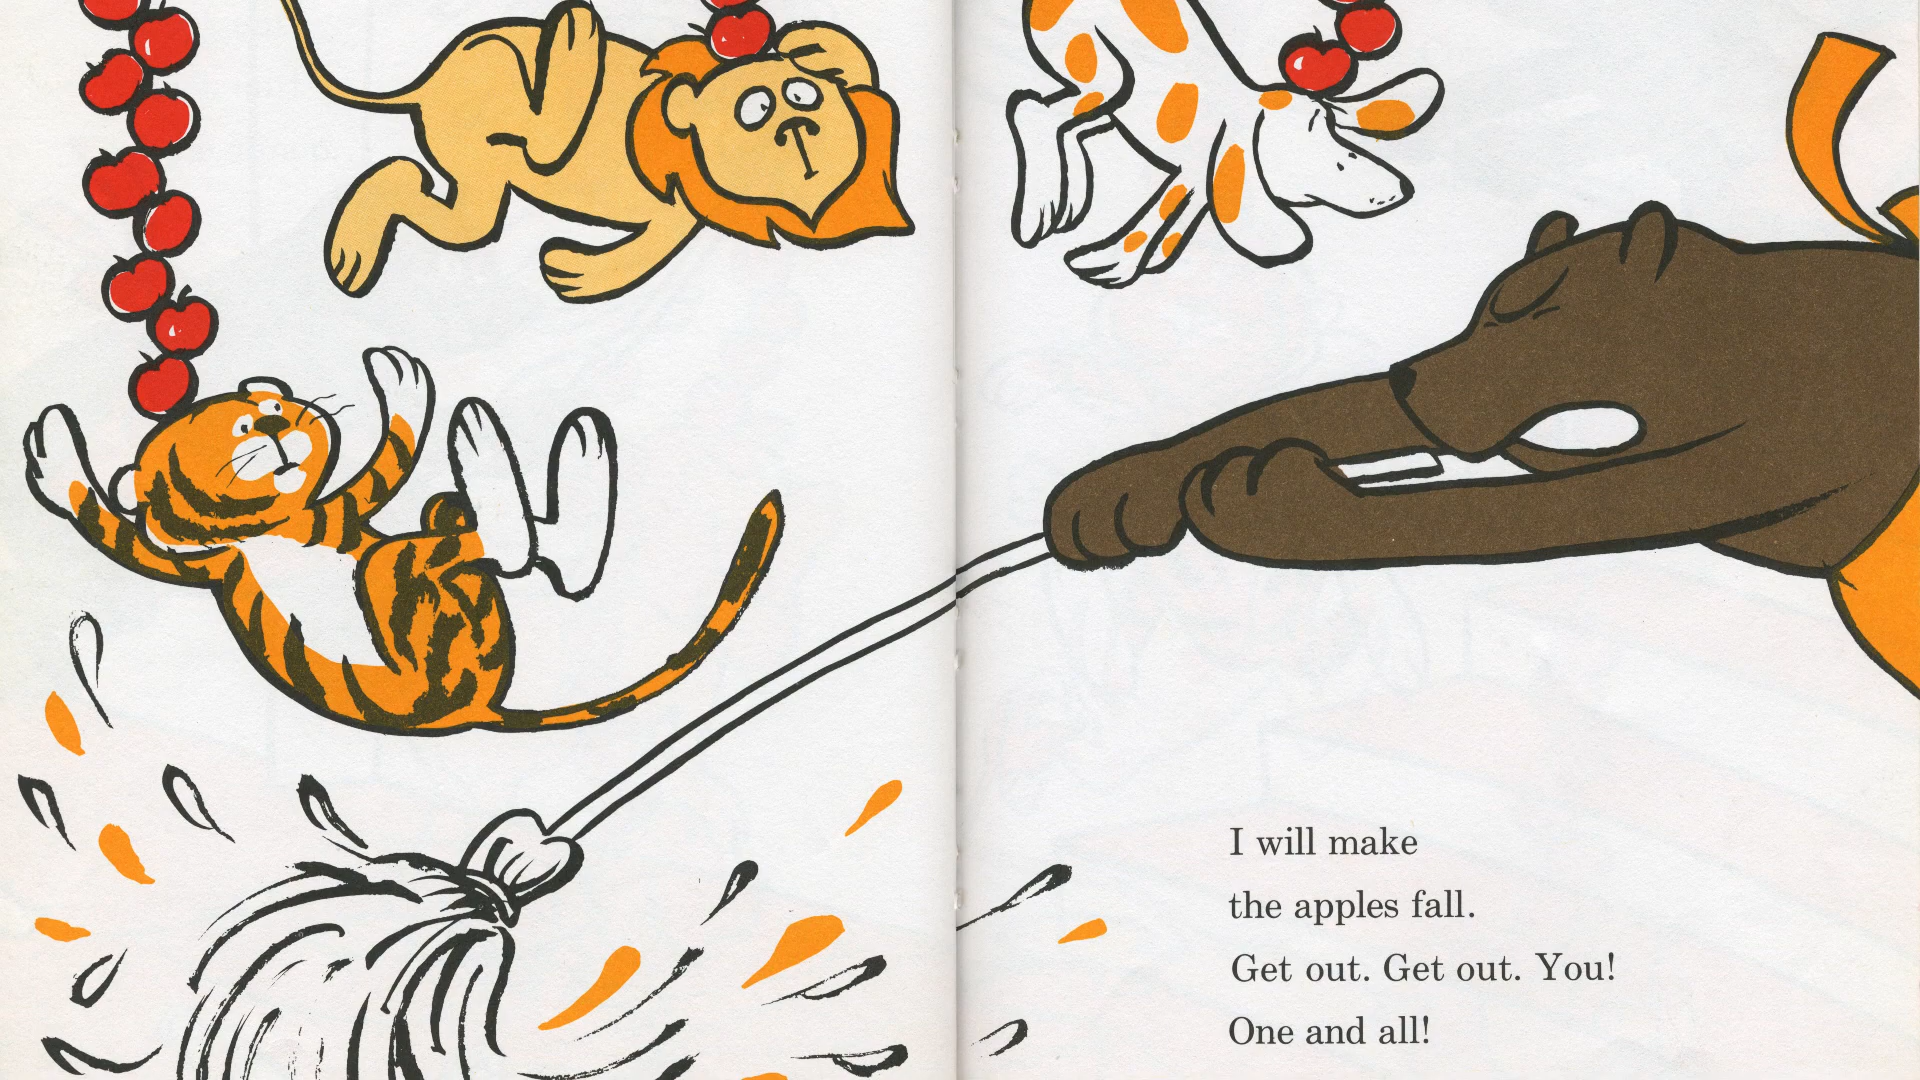 I will make
the apples fall.
Get out. Get out. You!
One and all!